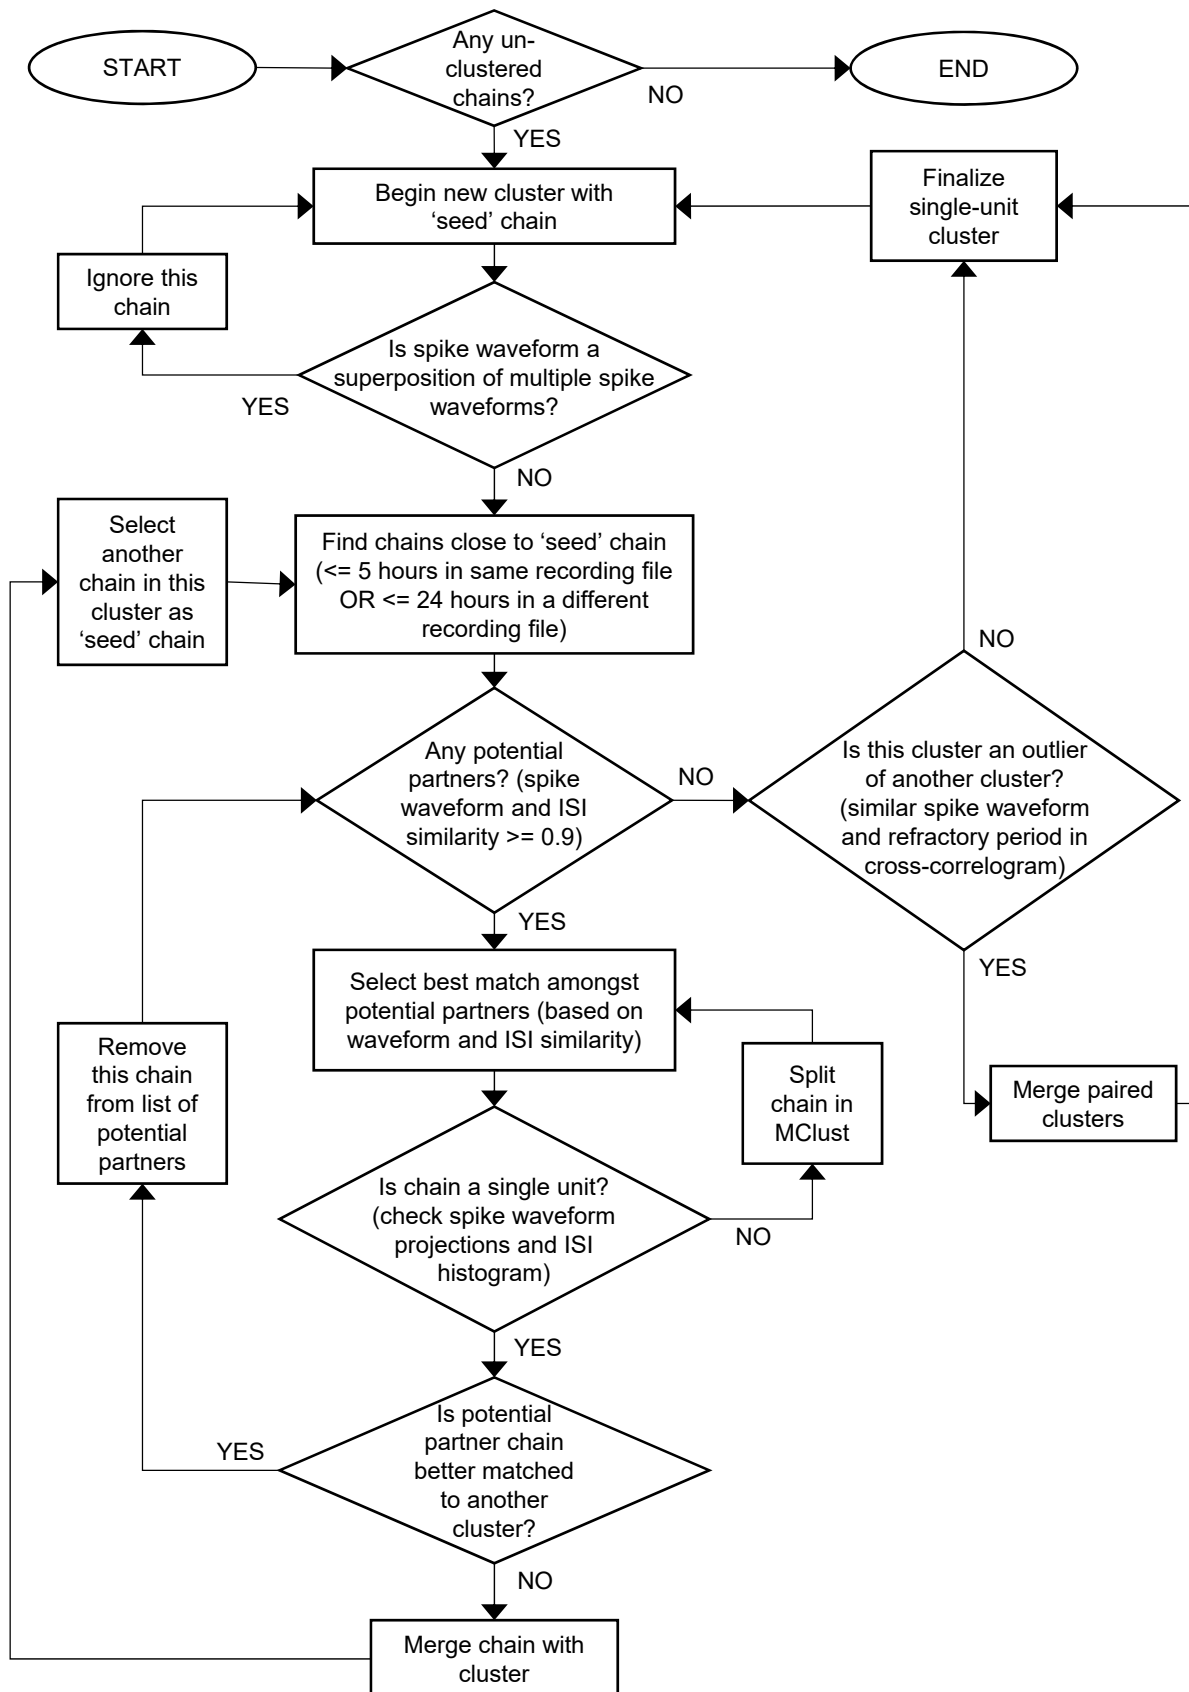 START
Any un-
clustered
chains?
NO
END
YES
Begin new cluster with
‘seed’ chain
Finalize
single-unit
cluster
Ignore this
chain
Is spike waveform a
superposition of multiple spike
waveforms?
YES
NO
Select
another
chain in this
cluster as
‘seed’ chain
Find chains close to ‘seed’ chain
(<= 5 hours in same recording file
OR <= 24 hours in a different
recording file)
NO
Any potential
partners? (spike
waveform and ISI
similarity >= 0.9)
NO
Is this cluster an outlier
of another cluster?
(similar spike waveform
and refractory period in
cross-correlogram)
YES
YES
Select best match amongst
potential partners (based on
waveform and ISI similarity)
Remove
this chain
from list of
potential
partners
Split
chain in
MClust
Merge paired
clusters
Is chain a single unit?
(check spike waveform
projections and ISI
histogram)
NO
YES
Is potential
partner chain
better matched
to another
cluster?
YES
NO
Merge chain with
cluster